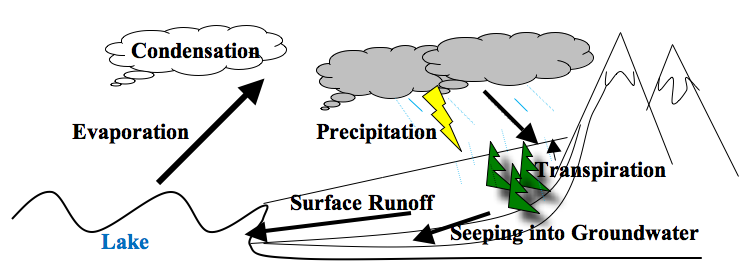 Condensation
Evaporation
Precipitation
Transpiration
Surface Runoff
Seeping into Groundwater
Lake